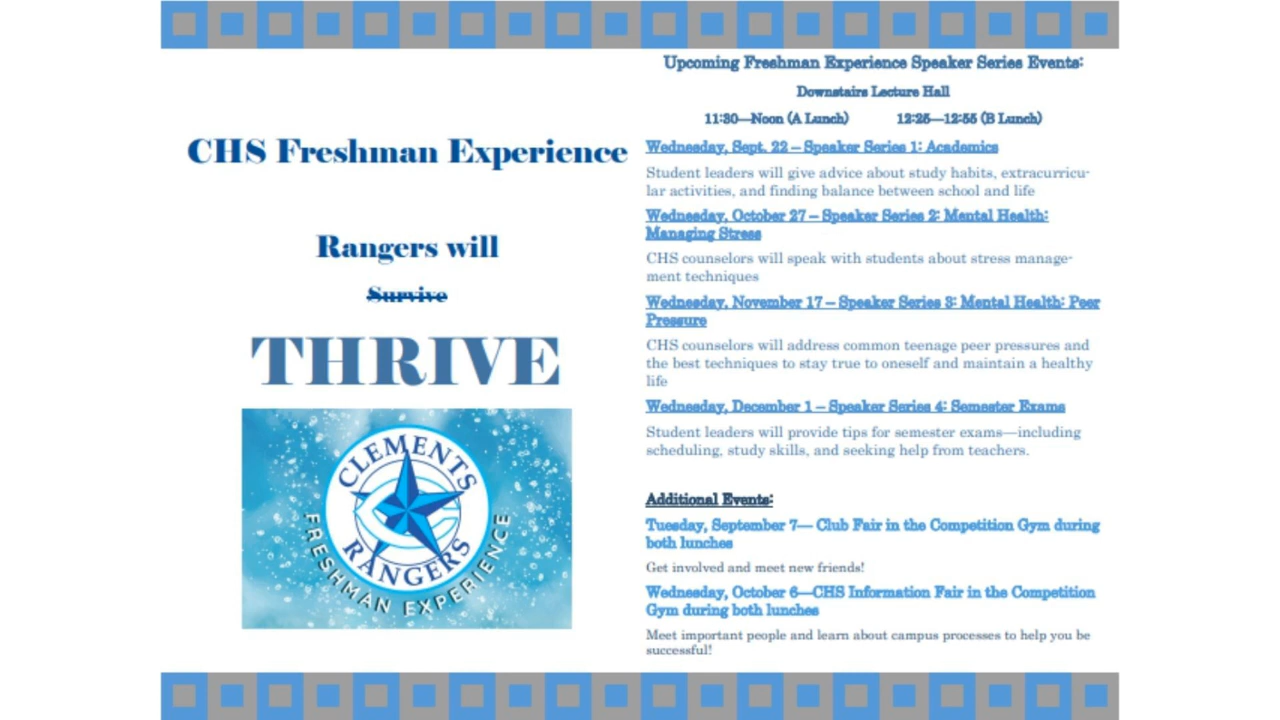 CHS Freshman Experience
Rangers will
Survive
THRIVE
CLEMENTS
RANGERS
FRESHMAN EXPERIENCE
Upcoming Freshman Experience Speaker Series Events:
Downstairs Lecture Hall
11:30—Noon (A Lunch) 12:25—12:55 (B Lunch)
Wednesday, Sept. 22 – Speaker Series 1: Academics
Student leaders will give advice about study habits, extracurricu-
lar activities, and finding balance between school and life
Wednesday, October 27 – Speaker Series 2: Mental Health:
Managing Stress
CHS counselors will speak with students about stress manage-
ment techniques
Wednesday, November 17 – Speaker Series 3: Mental Health: Peer
Pressure
CHS counselors will address common teenage peer pressures and
the best techniques to stay true to oneself and maintain a healthy
life
Wednesday, December 1 – Speaker Series 4: Semester Exams
Student leaders will provide tips for semester exams—including
scheduling, study skills, and seeking help from teachers.
Additional Events:
Tuesday, September 7— Club Fair in the Competition Gym during
both lunches
Get involved and meet new friends!
Wednesday, October 6—CHS Information Fair in the Competition
Gym during both lunches
Meet important people and learn about campus processes to help you be
successful!